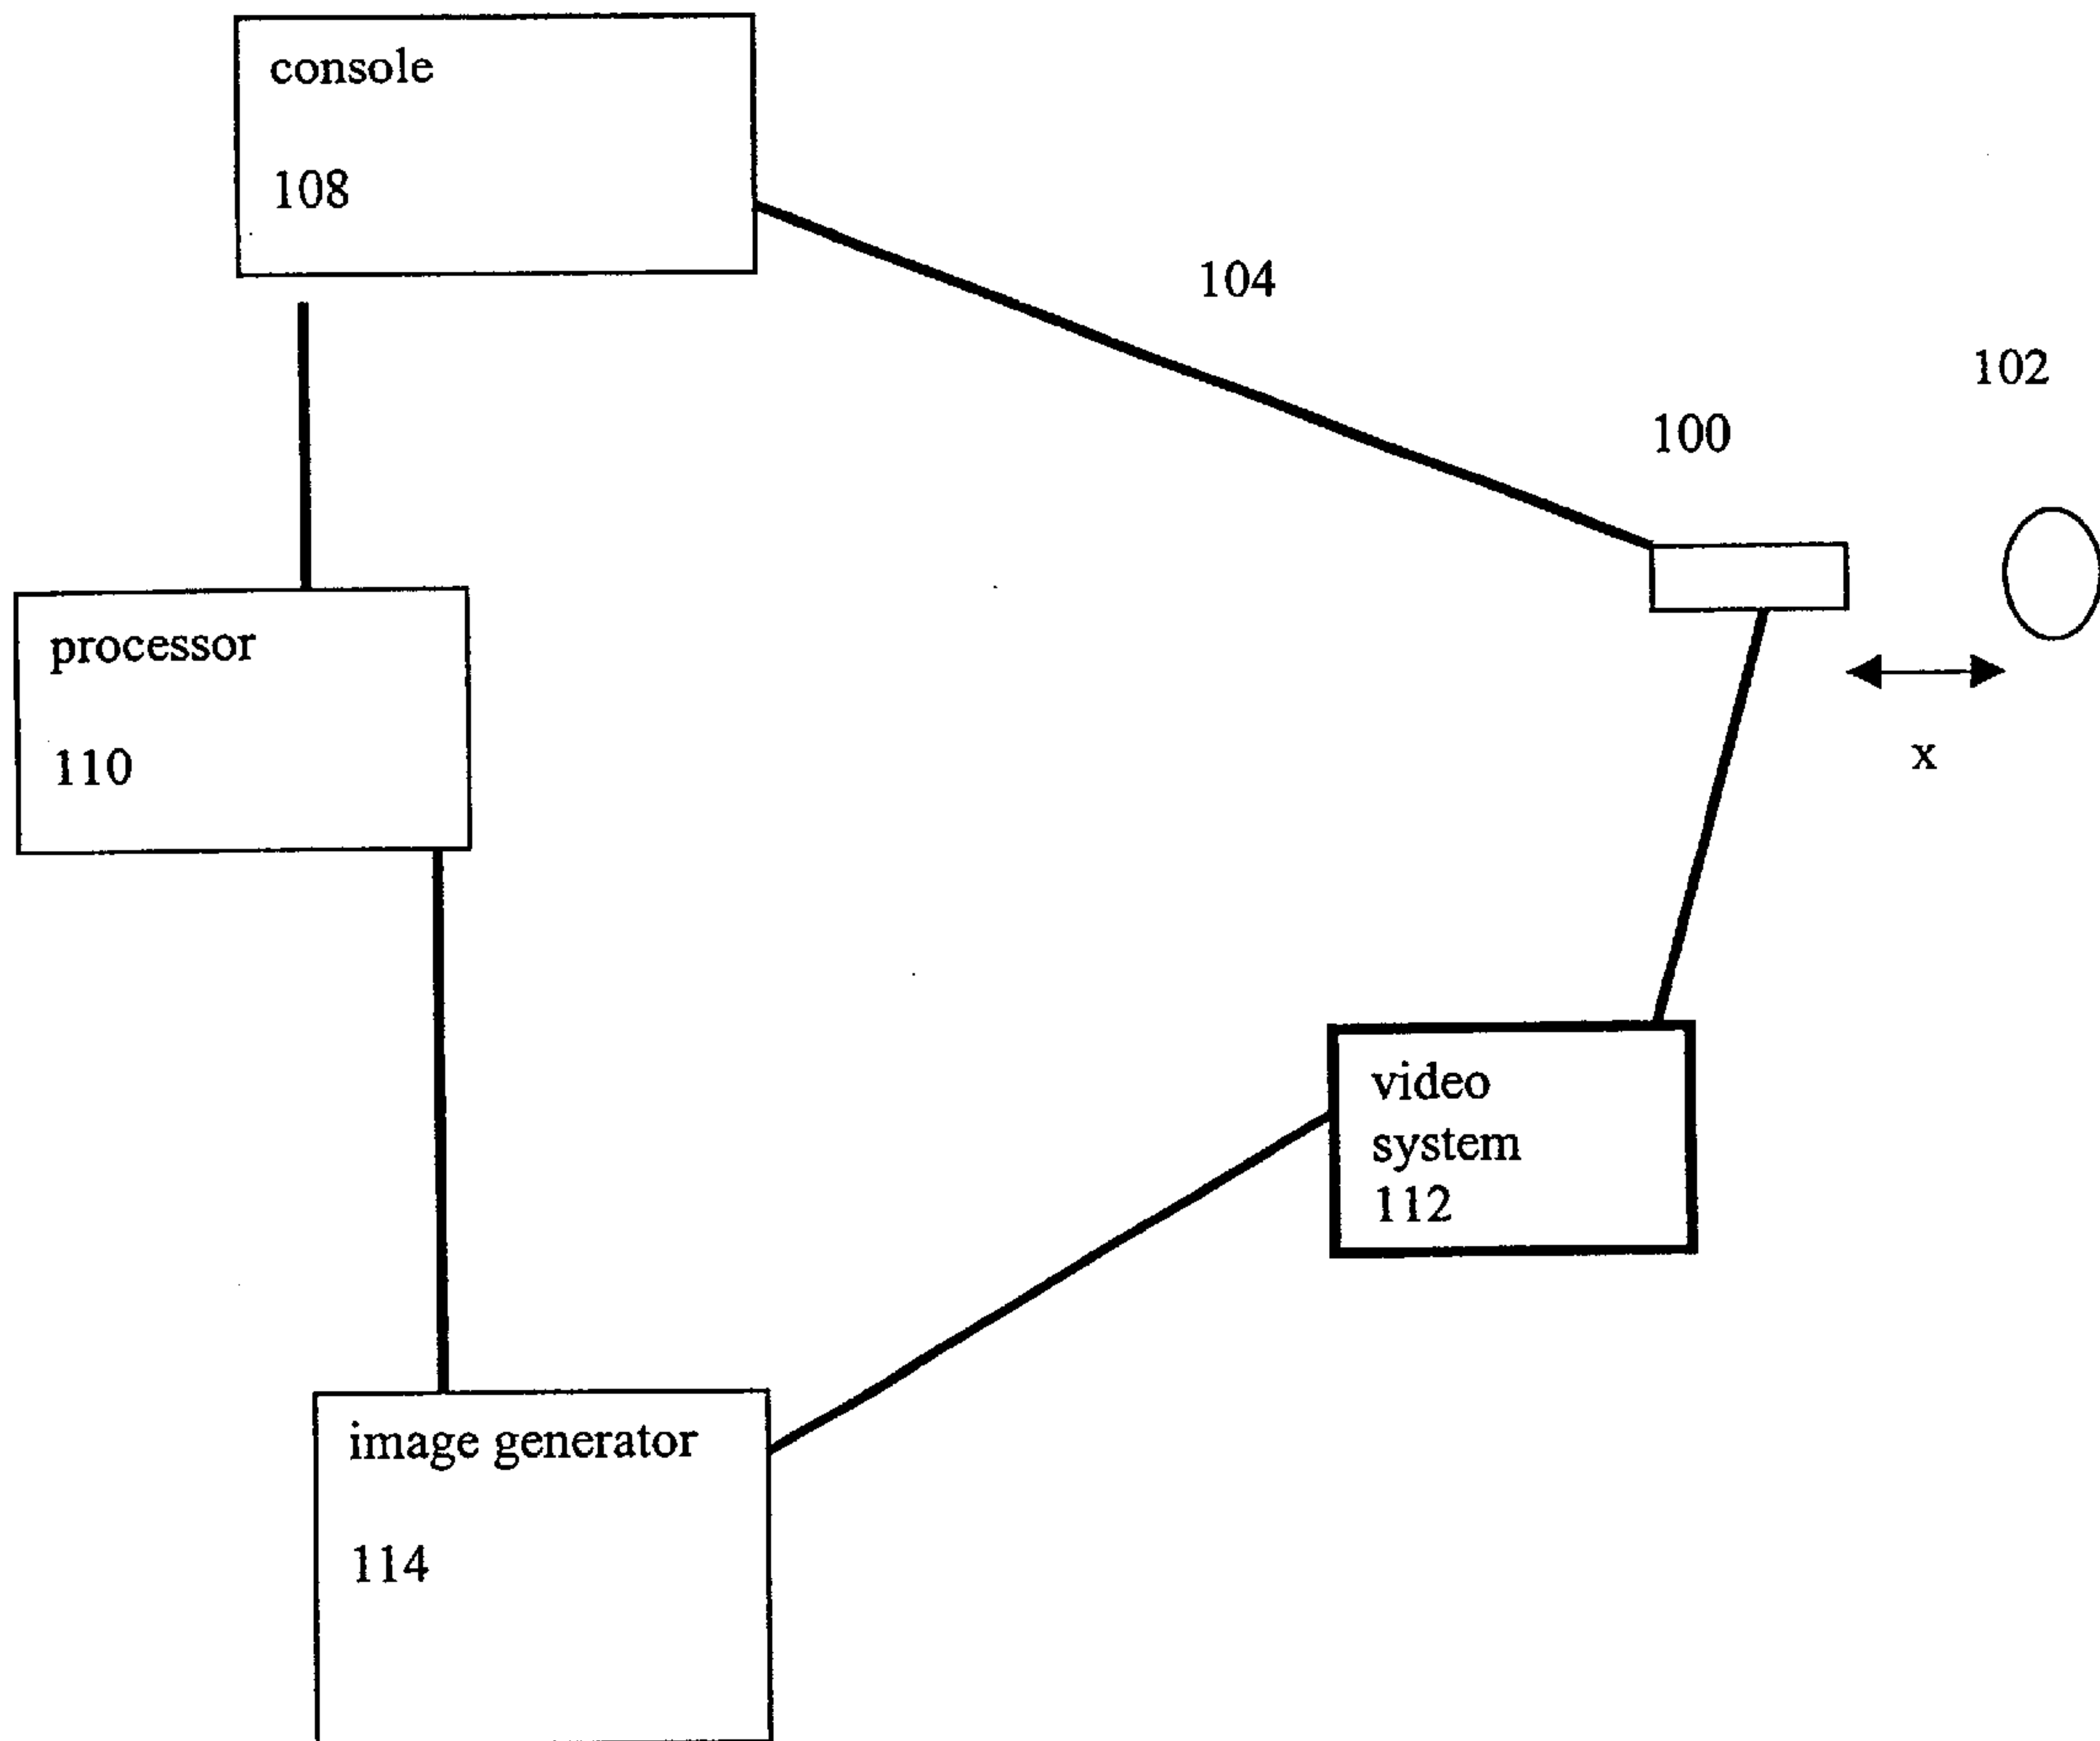 console
108
104
102
100
processor
110
x
video
system
112
image generator
114